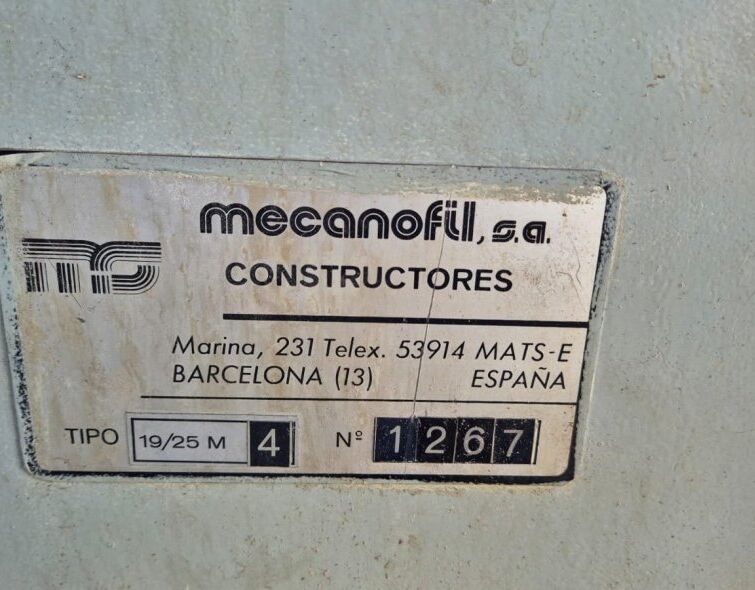 mecanofil, s.a.
CONSTRUCTORES
Marina, 231 Telex. 53914 MATS-E
BARCELONA (13) ESPAÑA
TIPO 19/25 M 4 Nº 1267